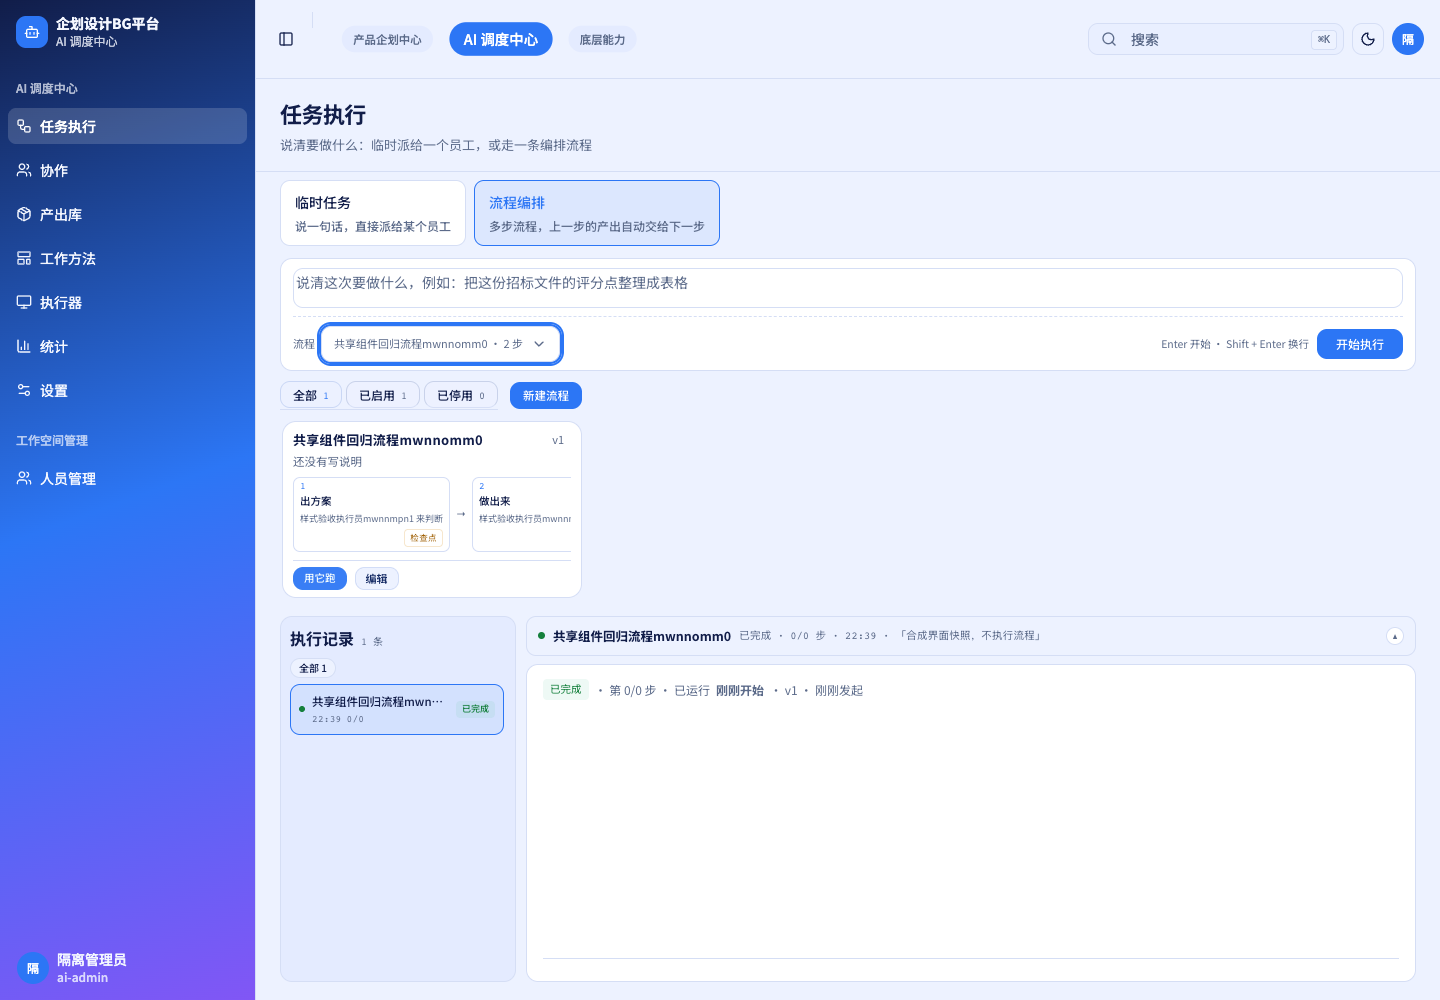 企划设计BG平台
AI 调度中心
AI 调度中心
任务执行
协作
产出库
工作方法
执行器
统计
设置
工作空间管理
人员管理
隔
隔离管理员
ai-admin
产品企划中心
AI 调度中心
底层能力
搜索
⌘K
隔
任务执行
说清要做什么：临时派给一个员工，或走一条编排流程
临时任务
说一句话，直接派给某个员工
流程编排
多步流程，上一步的产出自动交给下一步
说清这次要做什么，例如：把这份招标文件的评分点整理成表格
流程
共享组件回归流程mwnnomm0 · 2 步
Enter 开始 · Shift + Enter 换行
开始执行
全部 1
已启用 1
已停用 0
新建流程
共享组件回归流程mwnnomm0
v1
还没有写说明
1
出方案
样式验收执行员mwnnmpn1 来判断
检查点
→
2
做出来
样式验收执行员mwnnr
用它跑
编辑
执行记录 1 条
全部 1
共享组件回归流程mwn…
22:39 0/0
已完成
共享组件回归流程mwnnomm0 已完成 · 0/0 步 · 22:39 · 「合成界面快照，不执行流程」
▲
已完成 · 第 0/0 步 · 已运行 刚刚开始 · v1 · 刚刚发起